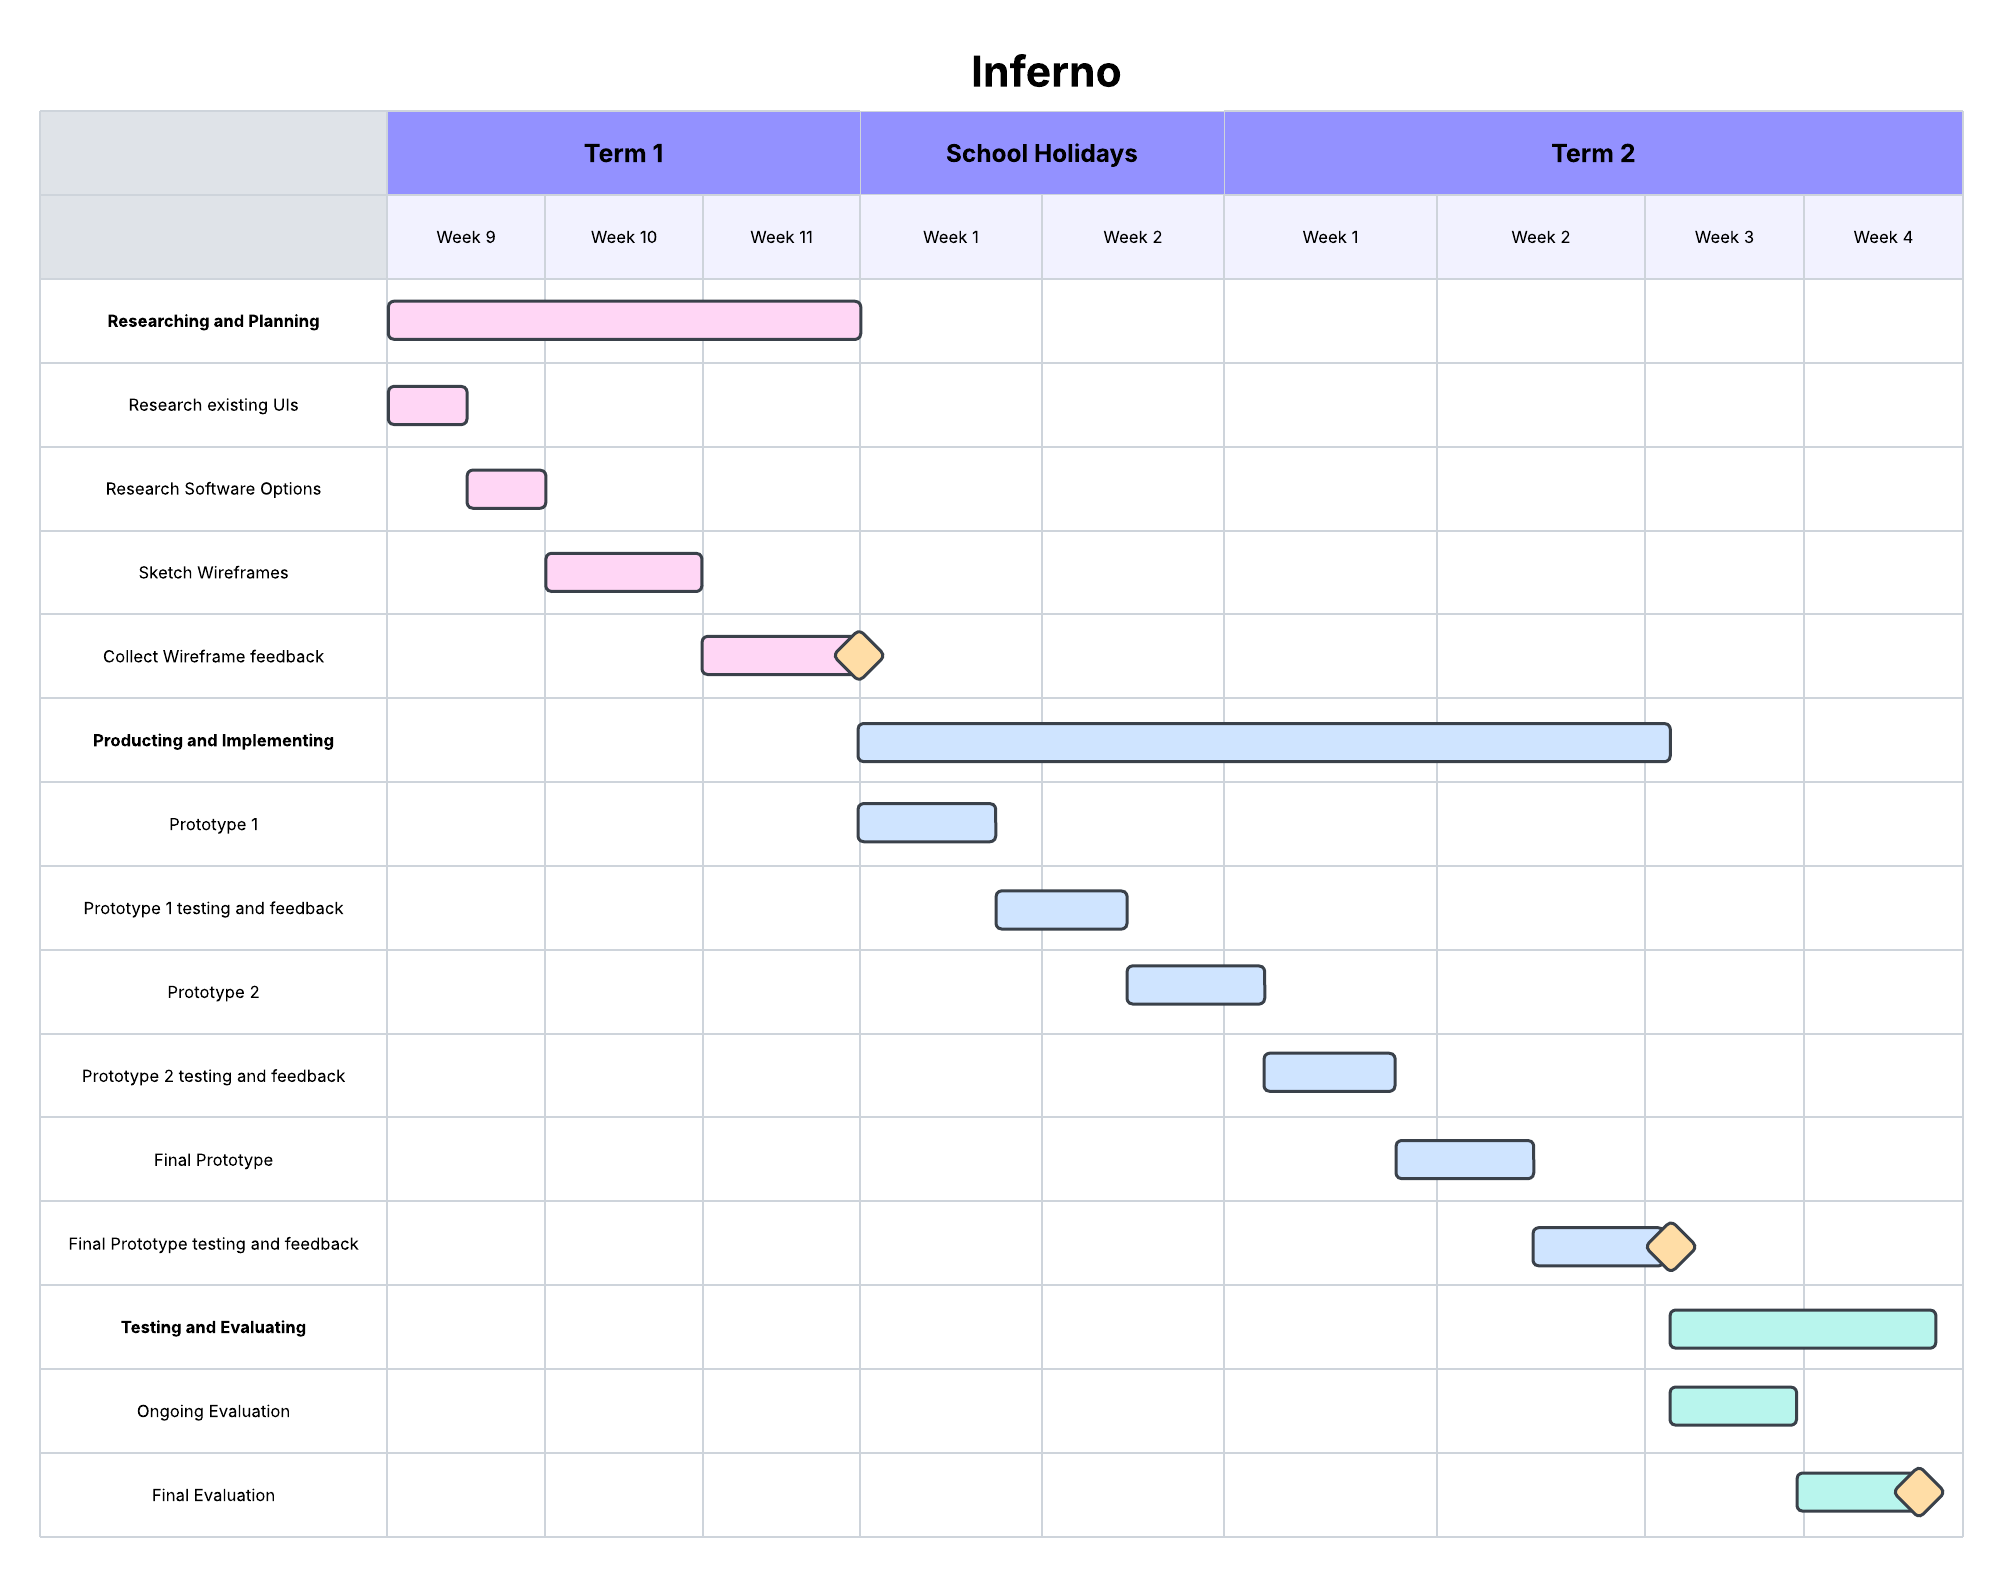 Inferno
Term 1 School Holidays Term 2
Week 9 Week 10 Week 11 Week 1 Week 2 Week 1 Week 2 Week 3 Week 4
Researching and Planning
Research existing UIs
Research Software Options
Sketch Wireframes
Collect Wireframe feedback
Producting and Implementing
Prototype 1
Prototype 1 testing and feedback
Prototype 2
Prototype 2 testing and feedback
Final Prototype
Final Prototype testing and feedback
Testing and Evaluating
Ongoing Evaluation
Final Evaluation